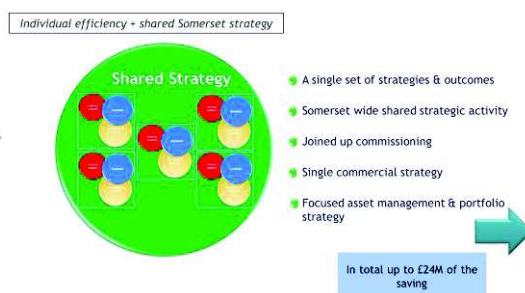 Individual efficiency + shared Somerset strategy
Shared Strategy
A single set of strategies & outcomes
Somerset wide shared strategic activity
Joined up commissioning
Single commercial strategy
Focused asset management & portfolio
strategy
In total up to £24M of the
saving